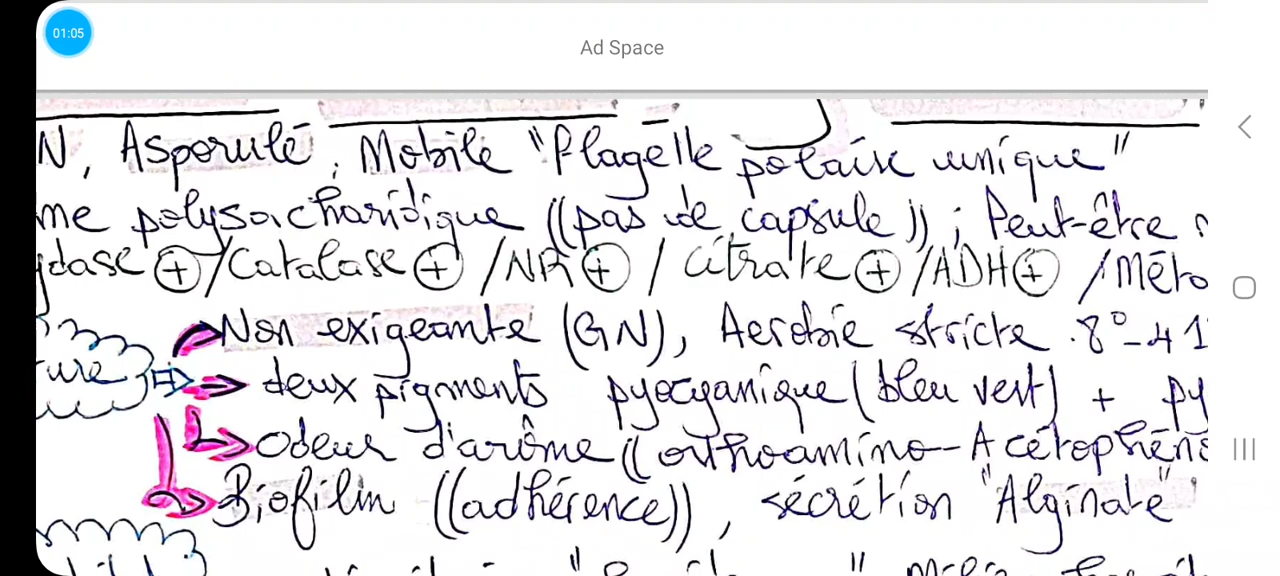 01:05
Ad Space
N, Asporulé, Mobile "Flagelle polaire unique"
me polysaccharidique ((pas de capsule)) ; Peut-être
ydase ⊕ /Catalase ⊕ /NR ⊕ / Citrate ⊕ /ADH ⊕ /Méto
Non exigeante (GN), Aerobie stricte . 8° - 41°
ure
deux pigments pyocyanique (bleu vert) + py
Odeur d'arôme ((orthoamino-Acétophéno
Biofilm ((adhérence)), sécrétion "Alginate"